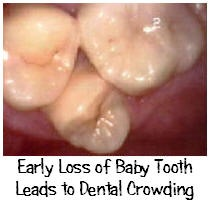 Early Loss of Baby Tooth
Leads to Dental Crowding